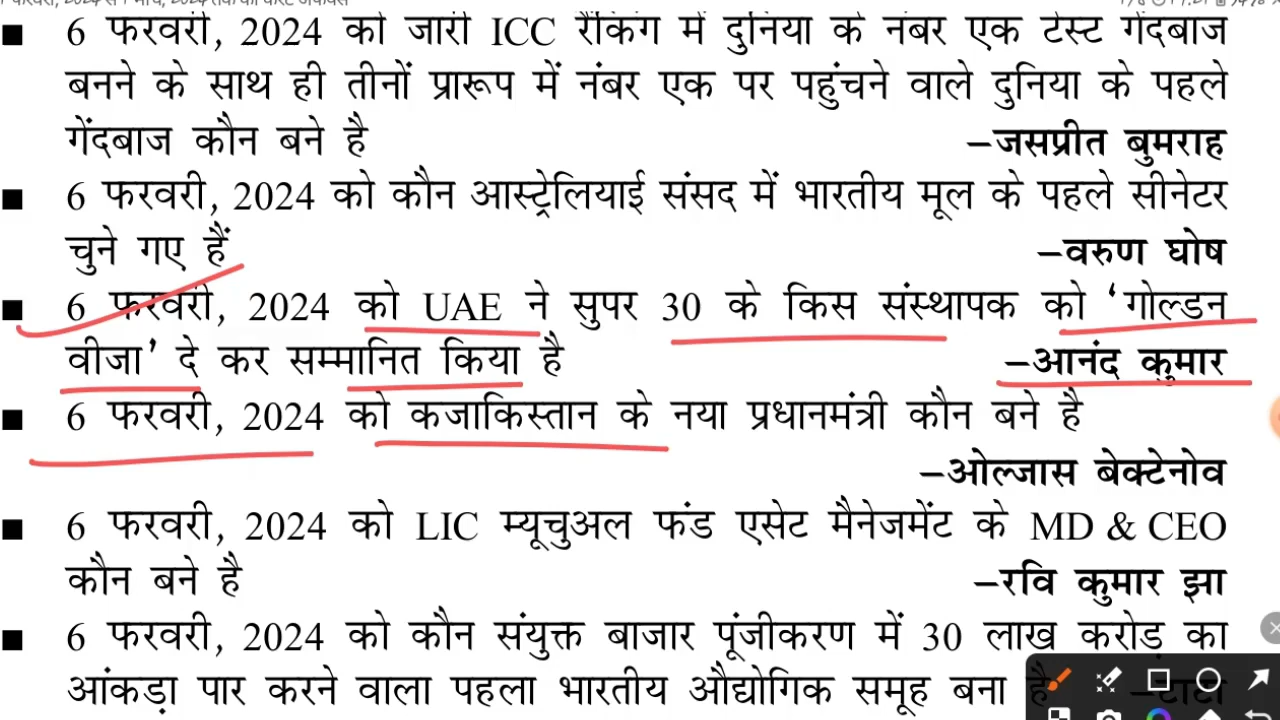 ■ 6 फरवरी, 2024 को जारी ICC रैंकिंग में दुनिया के नंबर एक टेस्ट गेंदबाज
बनने के साथ ही तीनों प्रारूप में नंबर एक पर पहुंचने वाले दुनिया के पहले
गेंदबाज कौन बने है –जसप्रीत बुमराह
■ 6 फरवरी, 2024 को कौन आस्ट्रेलियाई संसद में भारतीय मूल के पहले सीनेटर
चुने गए हैं –वरुण घोष
■ 6 फरवरी, 2024 को UAE ने सुपर 30 के किस संस्थापक को ‘गोल्डन
वीजा’ दे कर सम्मानित किया है –आनंद कुमार
■ 6 फरवरी, 2024 को कजाकिस्तान के नया प्रधानमंत्री कौन बने है
–ओल्जास बेक्टेनोव
■ 6 फरवरी, 2024 को LIC म्यूचुअल फंड एसेट मैनेजमेंट के MD & CEO
कौन बने है –रवि कुमार झा
■ 6 फरवरी, 2024 को कौन संयुक्त बाजार पूंजीकरण में 30 लाख करोड़ का
आंकड़ा पार करने वाला पहला भारतीय औद्योगिक समूह बना है –टाटा